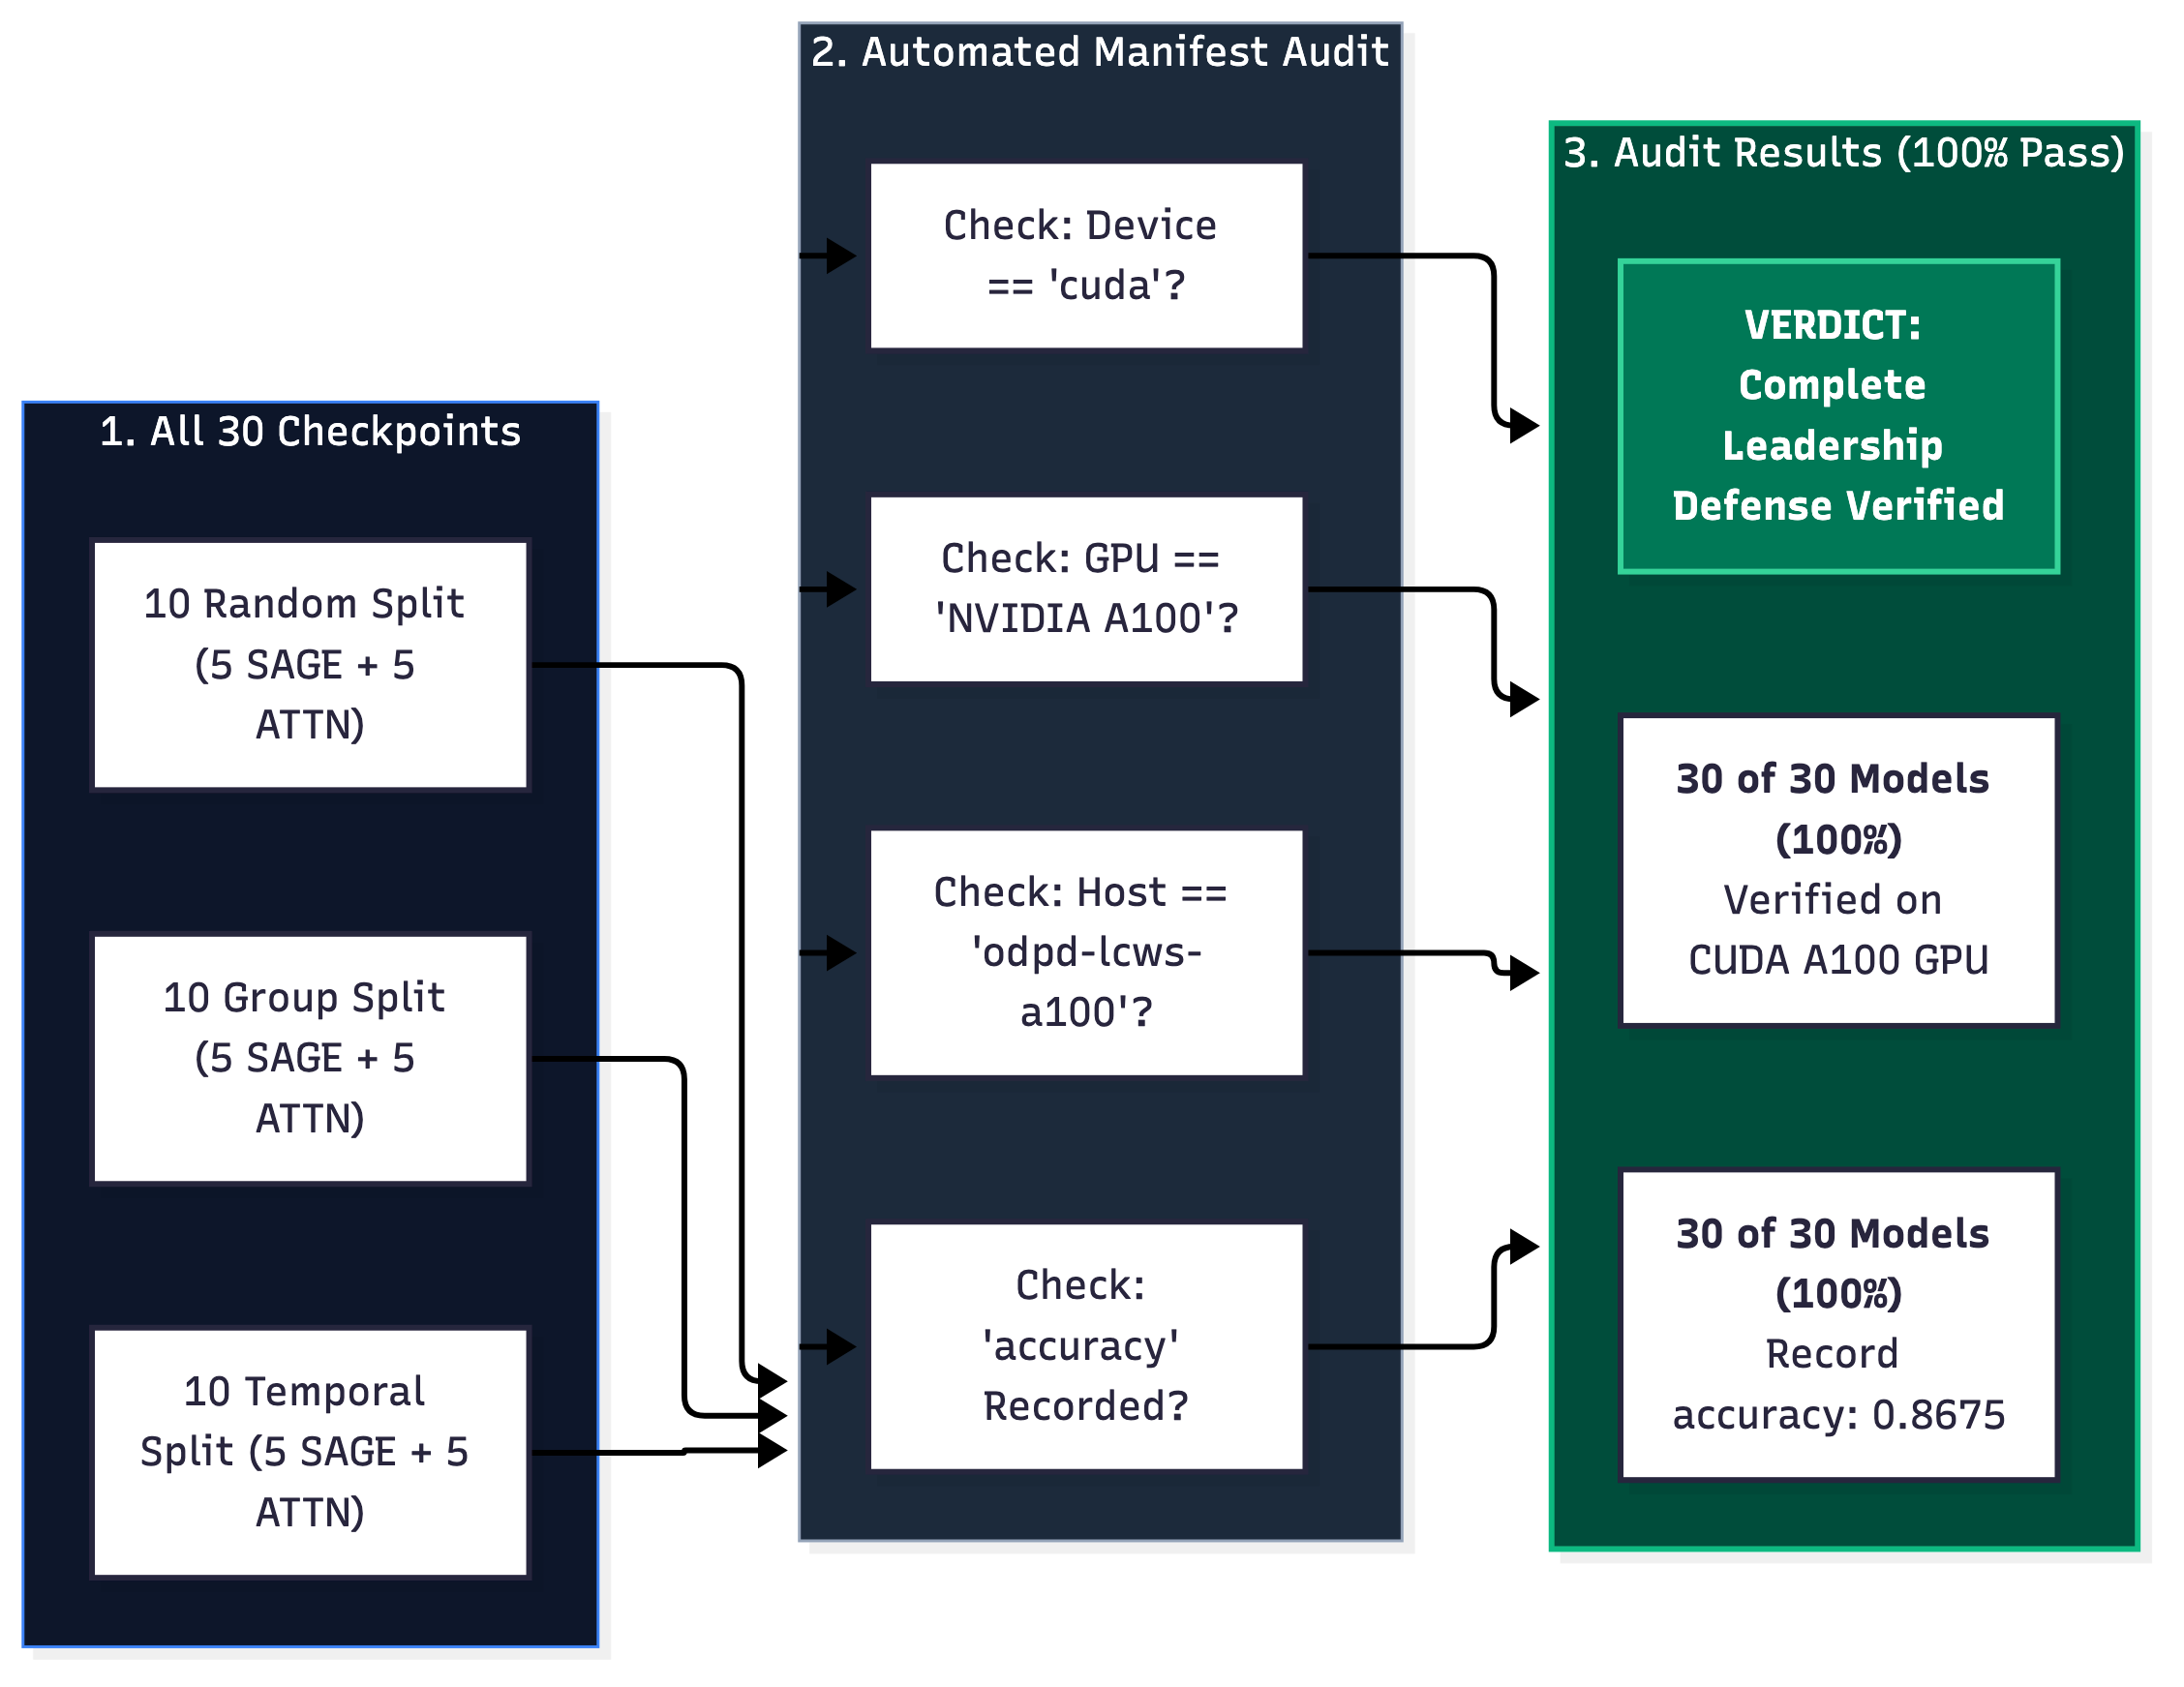 1. All 30 Checkpoints
10 Random Split
(5 SAGE + 5
ATTN)
10 Group Split
(5 SAGE + 5
ATTN)
10 Temporal
Split (5 SAGE + 5
ATTN)
2. Automated Manifest Audit
Check: Device
== 'cuda'?
Check: GPU ==
'NVIDIA A100'?
Check: Host ==
'odpd-lcws-
a100'?
Check:
'accuracy'
Recorded?
3. Audit Results (100% Pass)
VERDICT:
Complete
Leadership
Defense Verified
30 of 30 Models
(100%)
Verified on
CUDA A100 GPU
30 of 30 Models
(100%)
Record
accuracy: 0.8675